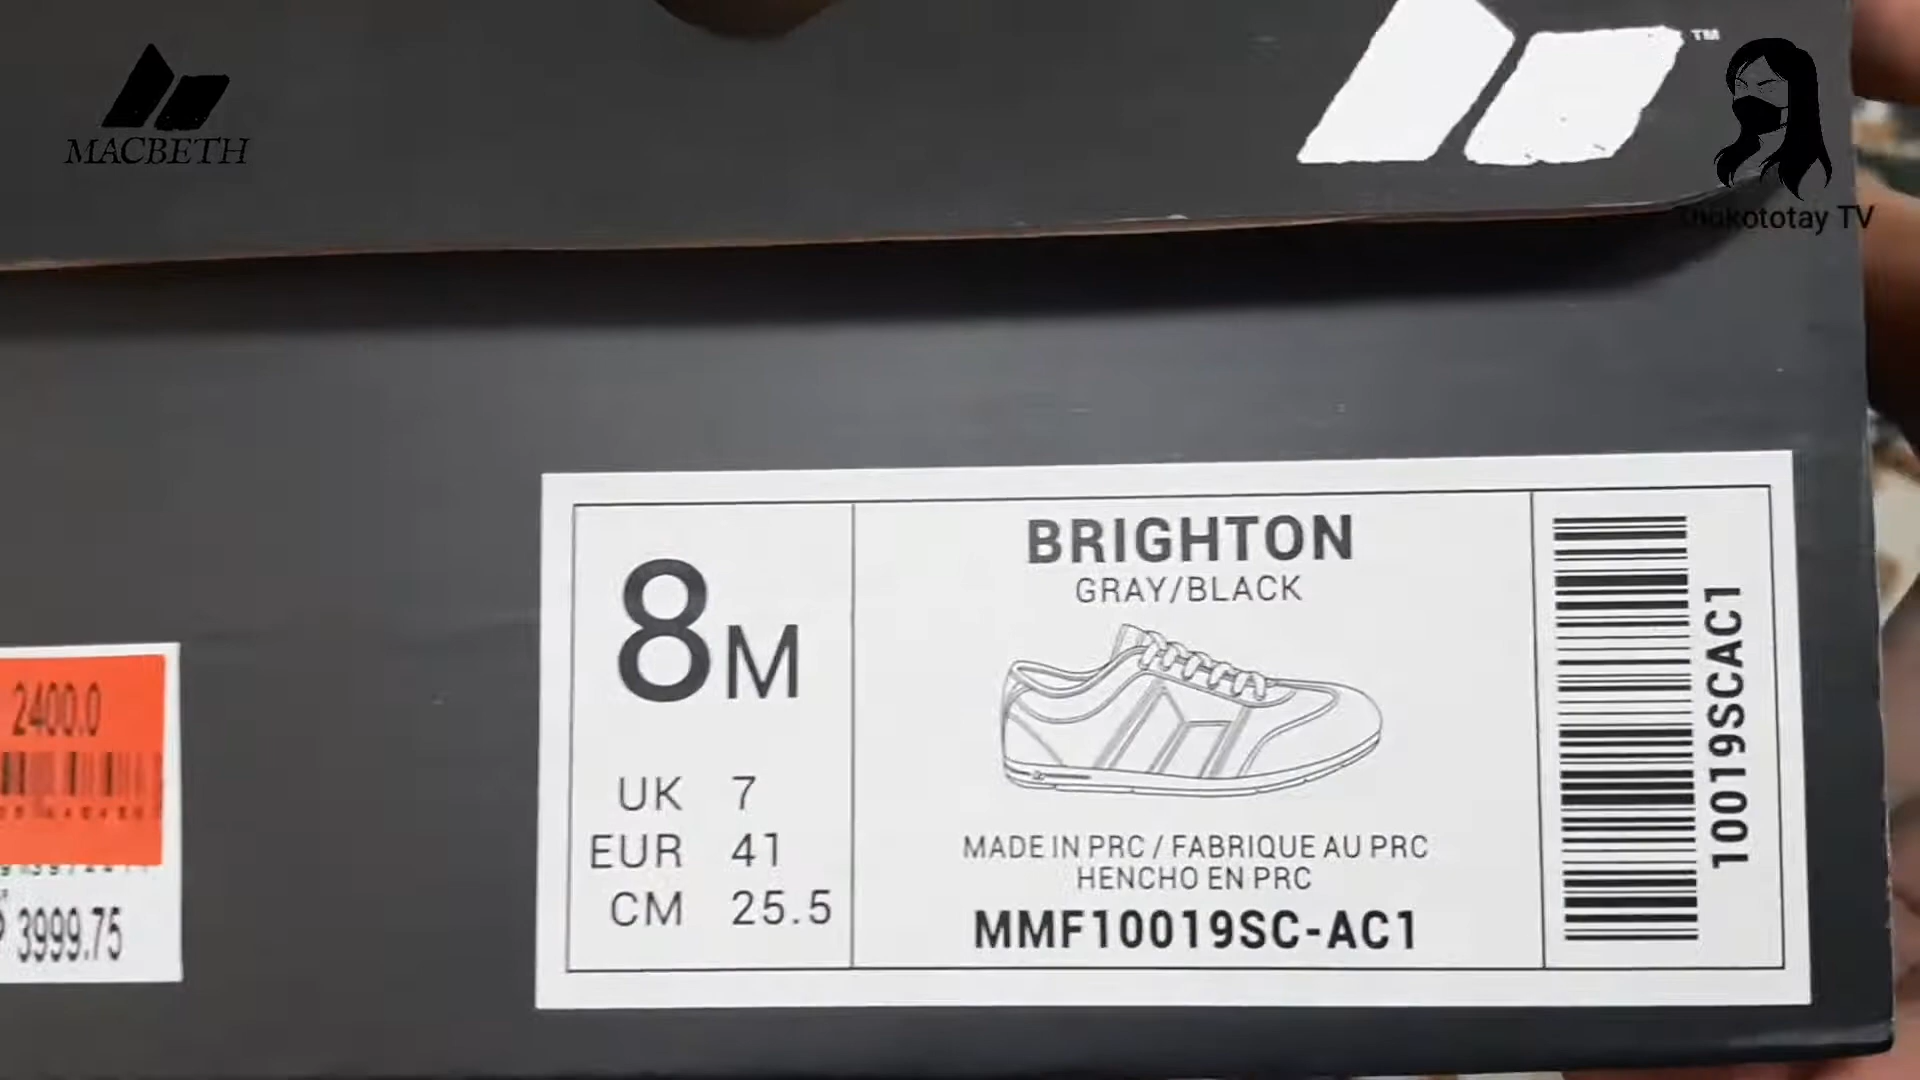 MACBETH
TM
TV
BRIGHTON
GRAY/BLACK
8M
UK 7
EUR 41
CM 25.5
MADE IN PRC / FABRIQUE AU PRC
HENCHO EN PRC
MMF10019SC-AC1
10019SCAC1
2400.0
3999.75